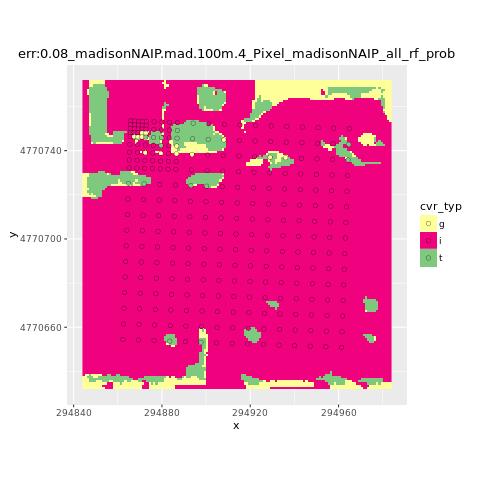 err:0.08_madisonNAIP.mad.100m.4_Pixel_madisonNAIP_all_rf_prob
cvr_typ
g
i
t
4770740
4770700
4770660
y
294840 294880 294920 294960
x